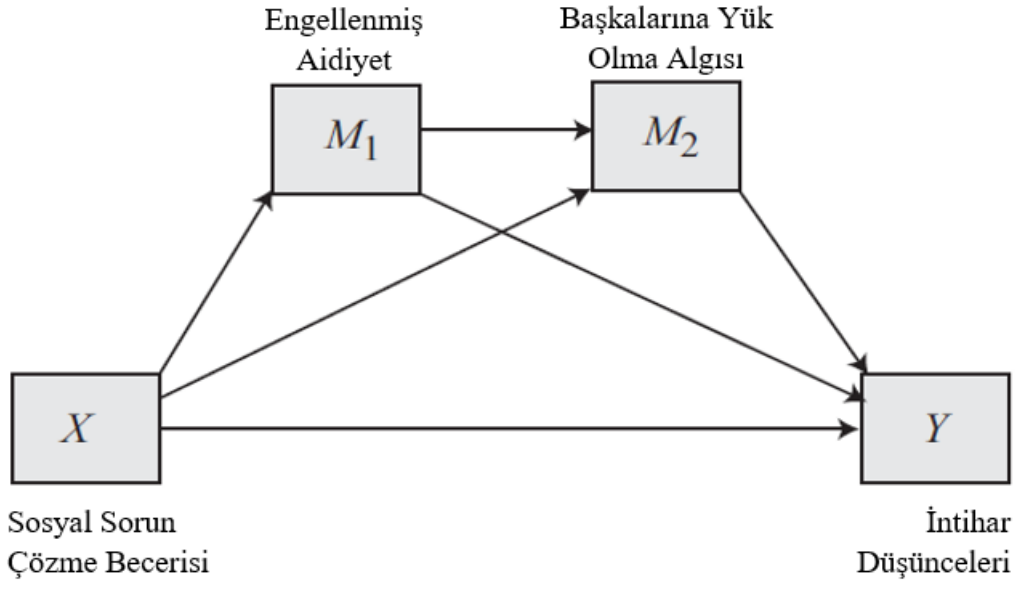 Engellenmiş
Aidiyet
Başkalarına Yük
Olma Algısı
M1
M2
X
Y
Sosyal Sorun
Çözme Becerisi
İntihar
Düşünceleri